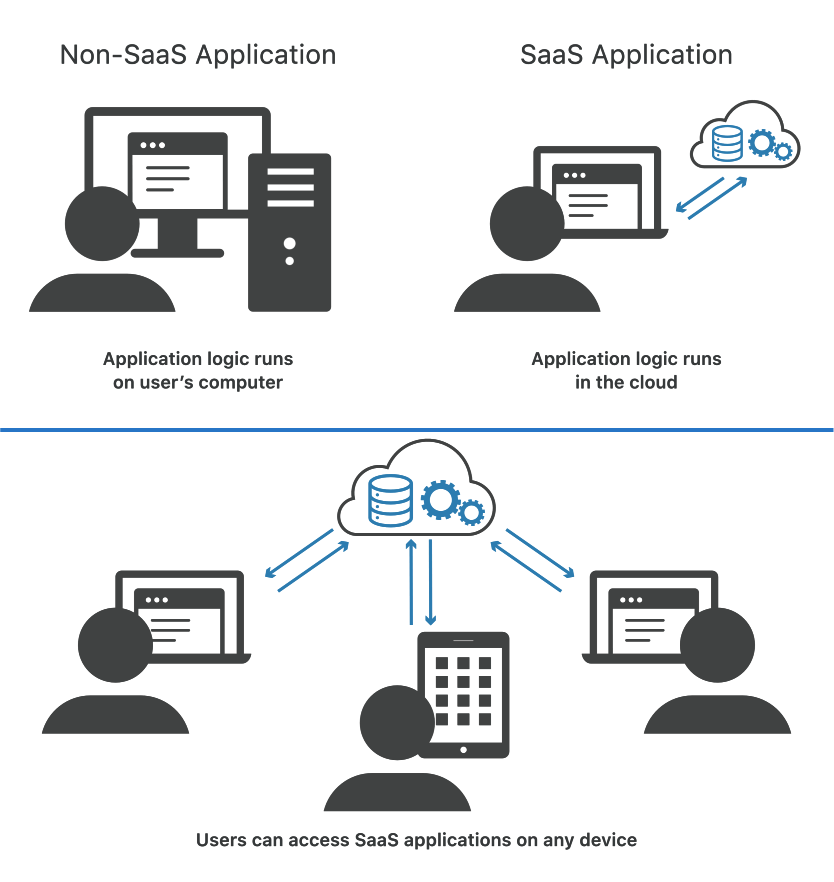 Non-SaaS Application
SaaS Application
Application logic runs
on user’s computer
Application logic runs
in the cloud
Users can access SaaS applications on any device